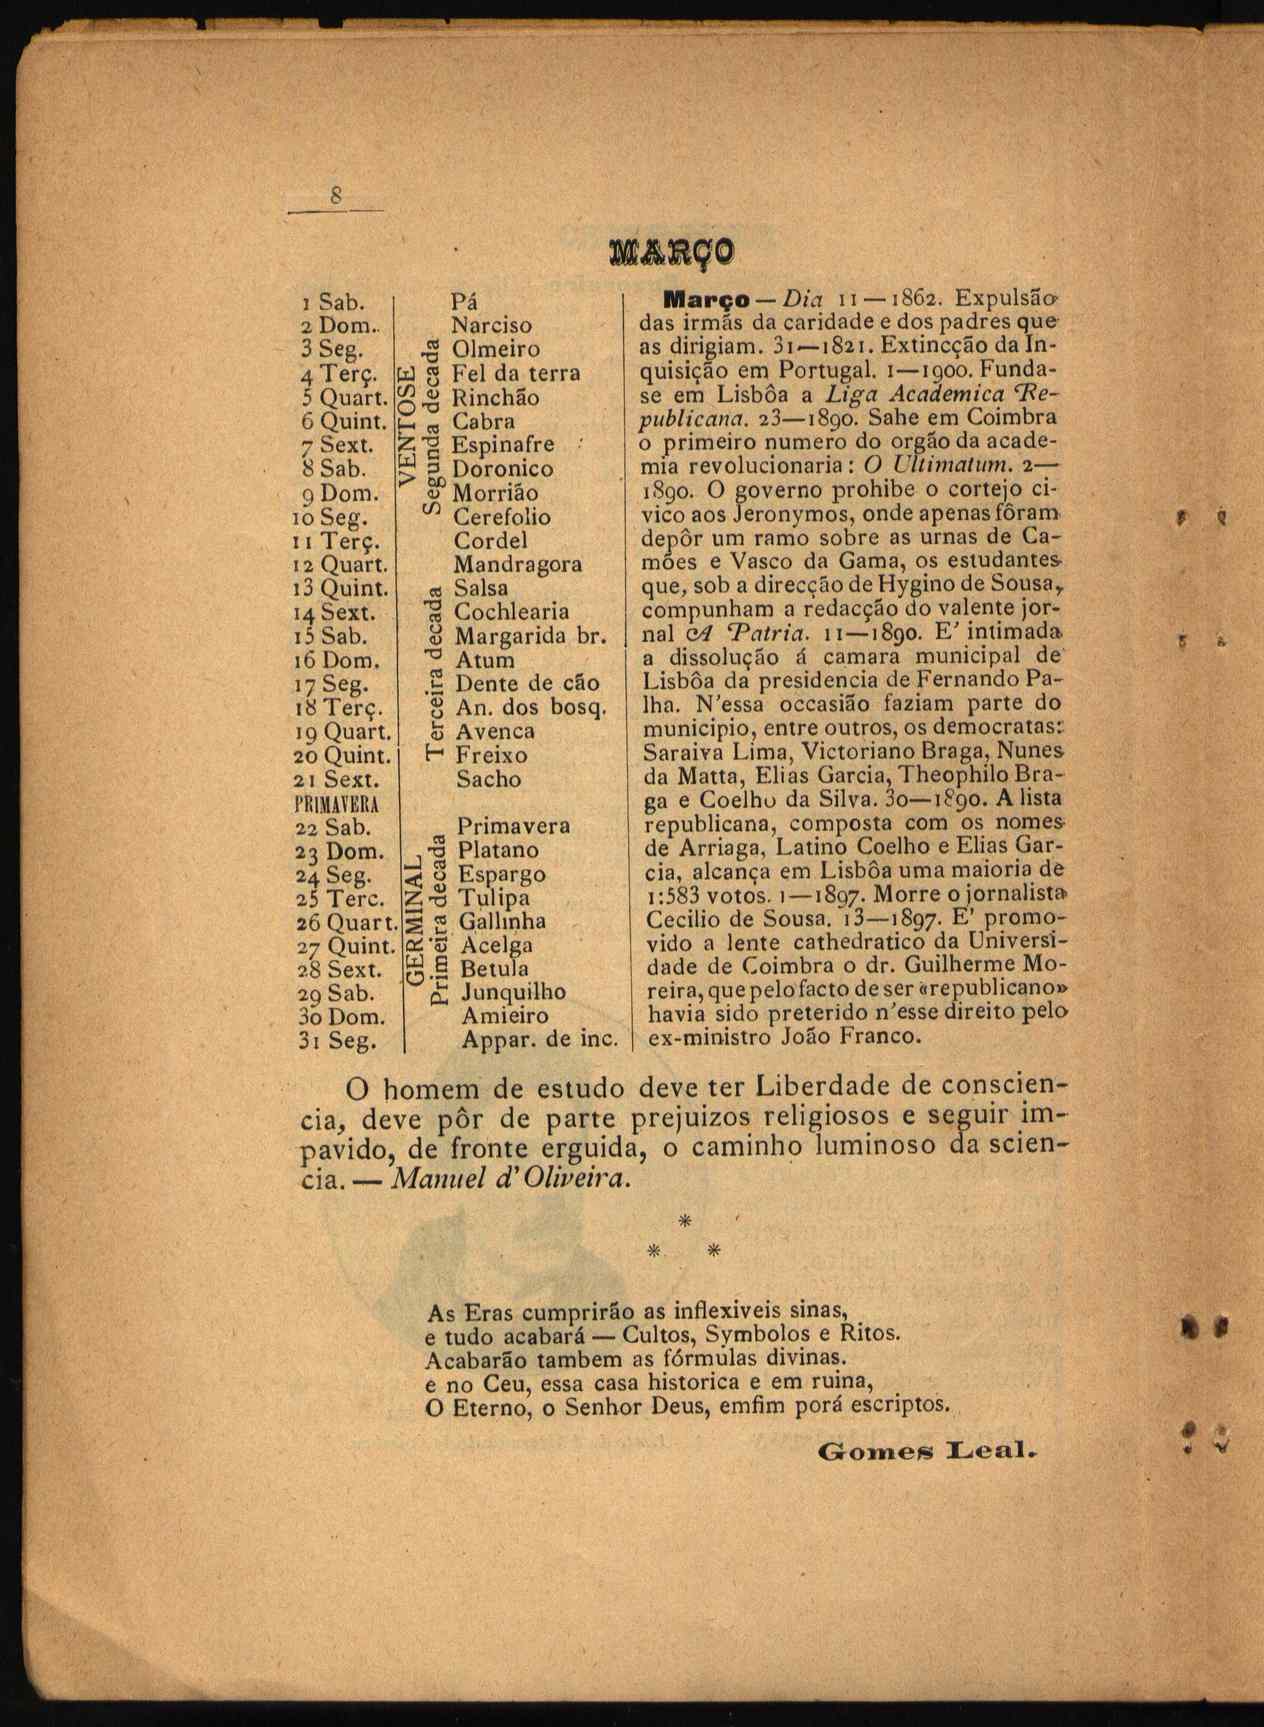 8
MARÇO
1 Sab. Pá
2 Dom. Narciso
3 Seg. Olmeiro
4 Terç. Fel da terra
5 Quart. Rinchão
6 Quint. Cabra
7 Sext. Espinafre
8 Sab. Doronico
9 Dom. Morrião
10 Seg. Cerefolio
11 Terç. Cordel
12 Quart. Mandragora
13 Quint. Salsa
14 Sext. Cochlearia
15 Sab. Margarida br.
16 Dom. Atum
17 Seg. Dente de cão
18 Terç. An. dos bosq.
19 Quart. Avenca
20 Quint. Freixo
21 Sext. Sacho
PRIMAVERA
22 Sab. Primavera
23 Dom. Platano
24 Seg. Espargo
25 Terc. Tulipa
26 Quart. Gallinha
27 Quint. Acelga
28 Sext. Betula
29 Sab. Junquilho
30 Dom. Amieiro
31 Seg. Appar. de inc.
VENTOSE
Segunda decada
Terceira decada
GERMINAL
Primeira decada
Março — Dia 11 — 1862. Expulsão
das irmãs da caridade e dos padres que
as dirigiam. 31—1821. Extincção da In-
quisição em Portugal. 1—1900. Funda-
se em Lisbôa a Liga Academica Re-
publicana. 23—1890. Sahe em Coimbra
o primeiro numero do orgão da acade-
mia revolucionaria: O Ultimatum. 2—
1890. O governo prohibe o cortejo ci-
vico aos Jeronymos, onde apenas fôram
depôr um ramo sobre as urnas de Ca-
mões e Vasco da Gama, os estudantes
que, sob a direcção de Hygino de Sousa,
compunham a redacção do valente jor-
nal A Patria. 11—1890. E' intimada
a dissolução á camara municipal de
Lisbôa da presidencia de Fernando Pa-
lha. N'essa occasião faziam parte do
municipio, entre outros, os democratas:
Saraiva Lima, Victoriano Braga, Nunes
da Matta, Elias Garcia, Theophilo Bra-
ga e Coelho da Silva. 30—1890. A lista
republicana, composta com os nomes
de Arriaga, Latino Coelho e Elias Gar-
cia, alcança em Lisbôa uma maioria de
1:583 votos. 1—1897. Morre o jornalista
Cecilio de Sousa. 13—1897. E' promo-
vido a lente cathedratico da Universi-
dade de Coimbra o dr. Guilherme Mo-
reira, que pelo facto de ser «republicano»
havia sido preterido n'esse direito pelo
ex-ministro João Franco.
O homem de estudo deve ter Liberdade de conscien-
cia, deve pôr de parte prejuizos religiosos e seguir im-
pavido, de fronte erguida, o caminho luminoso da scien-
cia. — Manuel d'Oliveira.
*
* *
As Eras cumprirão as inflexiveis sinas,
e tudo acabará — Cultos, Symbolos e Ritos.
Acabarão tambem as fórmulas divinas.
e no Ceu, essa casa historica e em ruina,
O Eterno, o Senhor Deus, emfim porá escriptos.
Gomes Leal.